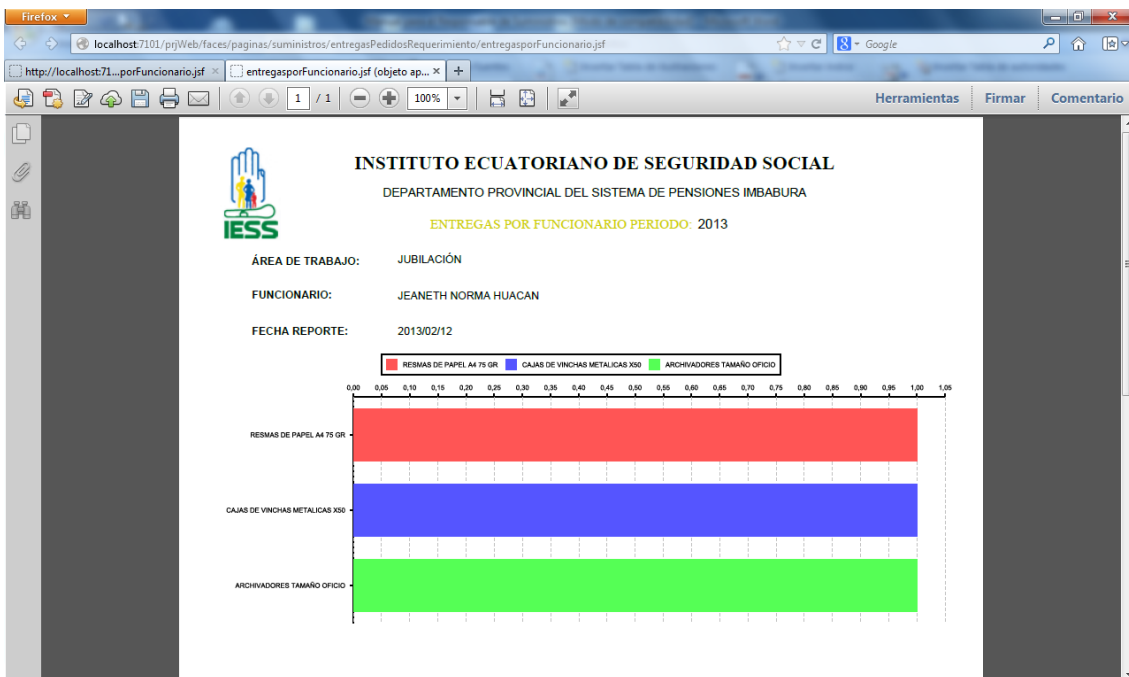 Firefox
localhost:7101/prjWeb/faces/paginas/suministros/entregasPedidosRequerimiento/entregasporFuncionario.jsf
Google
http://localhost:71...porFuncionario.jsf
entregasporFuncionario.jsf (objeto ap...
1 / 1
100%
Herramientas
Firmar
Comentario
IESS
INSTITUTO ECUATORIANO DE SEGURIDAD SOCIAL
DEPARTAMENTO PROVINCIAL DEL SISTEMA DE PENSIONES IMBABURA
ENTREGAS POR FUNCIONARIO PERIODO: 2013
ÁREA DE TRABAJO: JUBILACIÓN
FUNCIONARIO: JEANETH NORMA HUACAN
FECHA REPORTE: 2013/02/12
RESMAS DE PAPEL A4 75 GR CAJAS DE VINCHAS METALICAS X50 ARCHIVADORES TAMAÑO OFICIO
0,00 0,05 0,10 0,15 0,20 0,25 0,30 0,35 0,40 0,45 0,50 0,55 0,60 0,65 0,70 0,75 0,80 0,85 0,90 0,95 1,00 1,05
RESMAS DE PAPEL A4 75 GR
CAJAS DE VINCHAS METALICAS X50
ARCHIVADORES TAMAÑO OFICIO